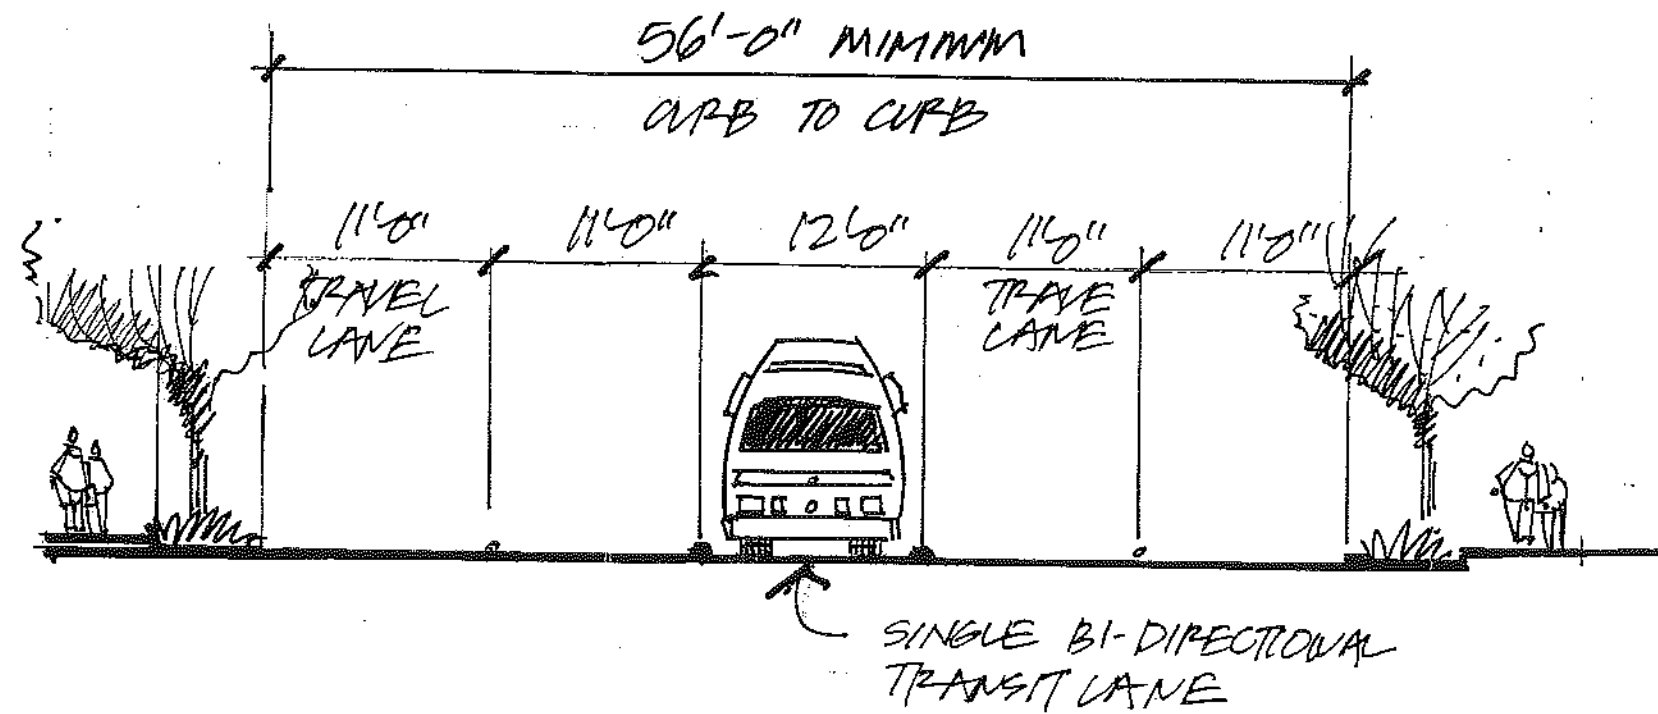 56'-0" MINIMUM
CURB TO CURB
11'-0" 11'-0" 12'-0" 11'-0" 11'-0"
TRAVEL
LANE
TRAVE
LANE
SINGLE BI-DIRECTIONAL
TRANSIT LANE